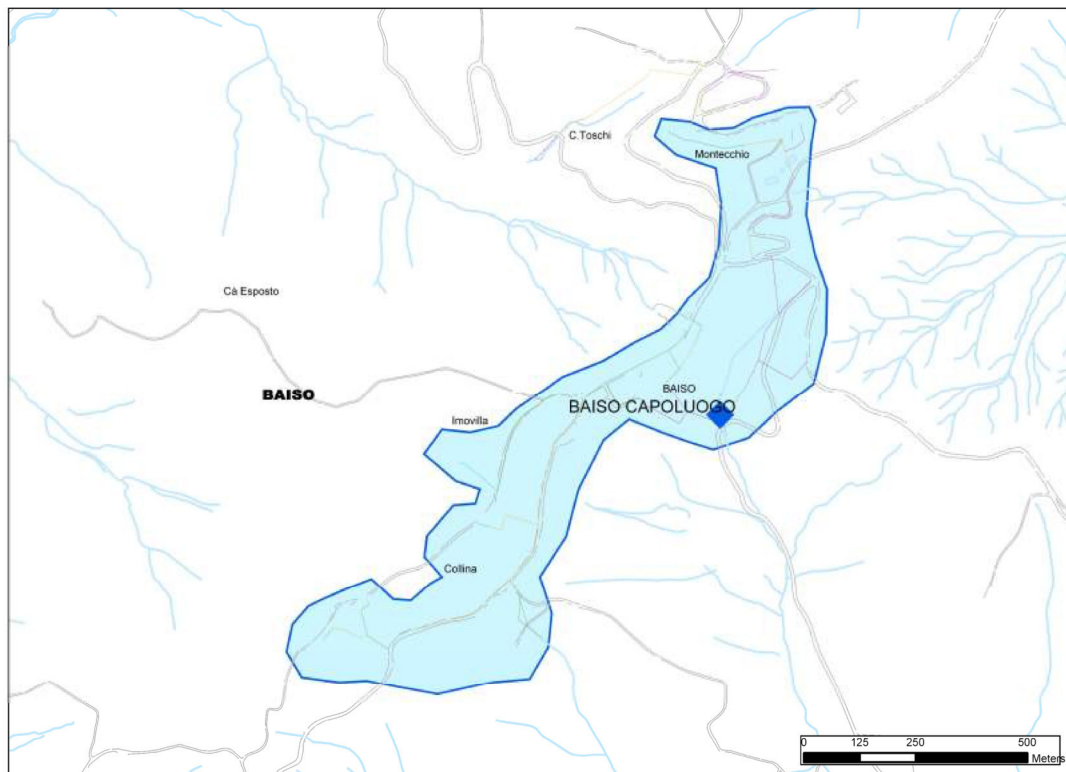 C.Toschi
Montecchio
Cà Esposto
BAISO
BAISO
BAISO CAPOLUOGO
Imovilla
Collina
0 125 250 500
Meters